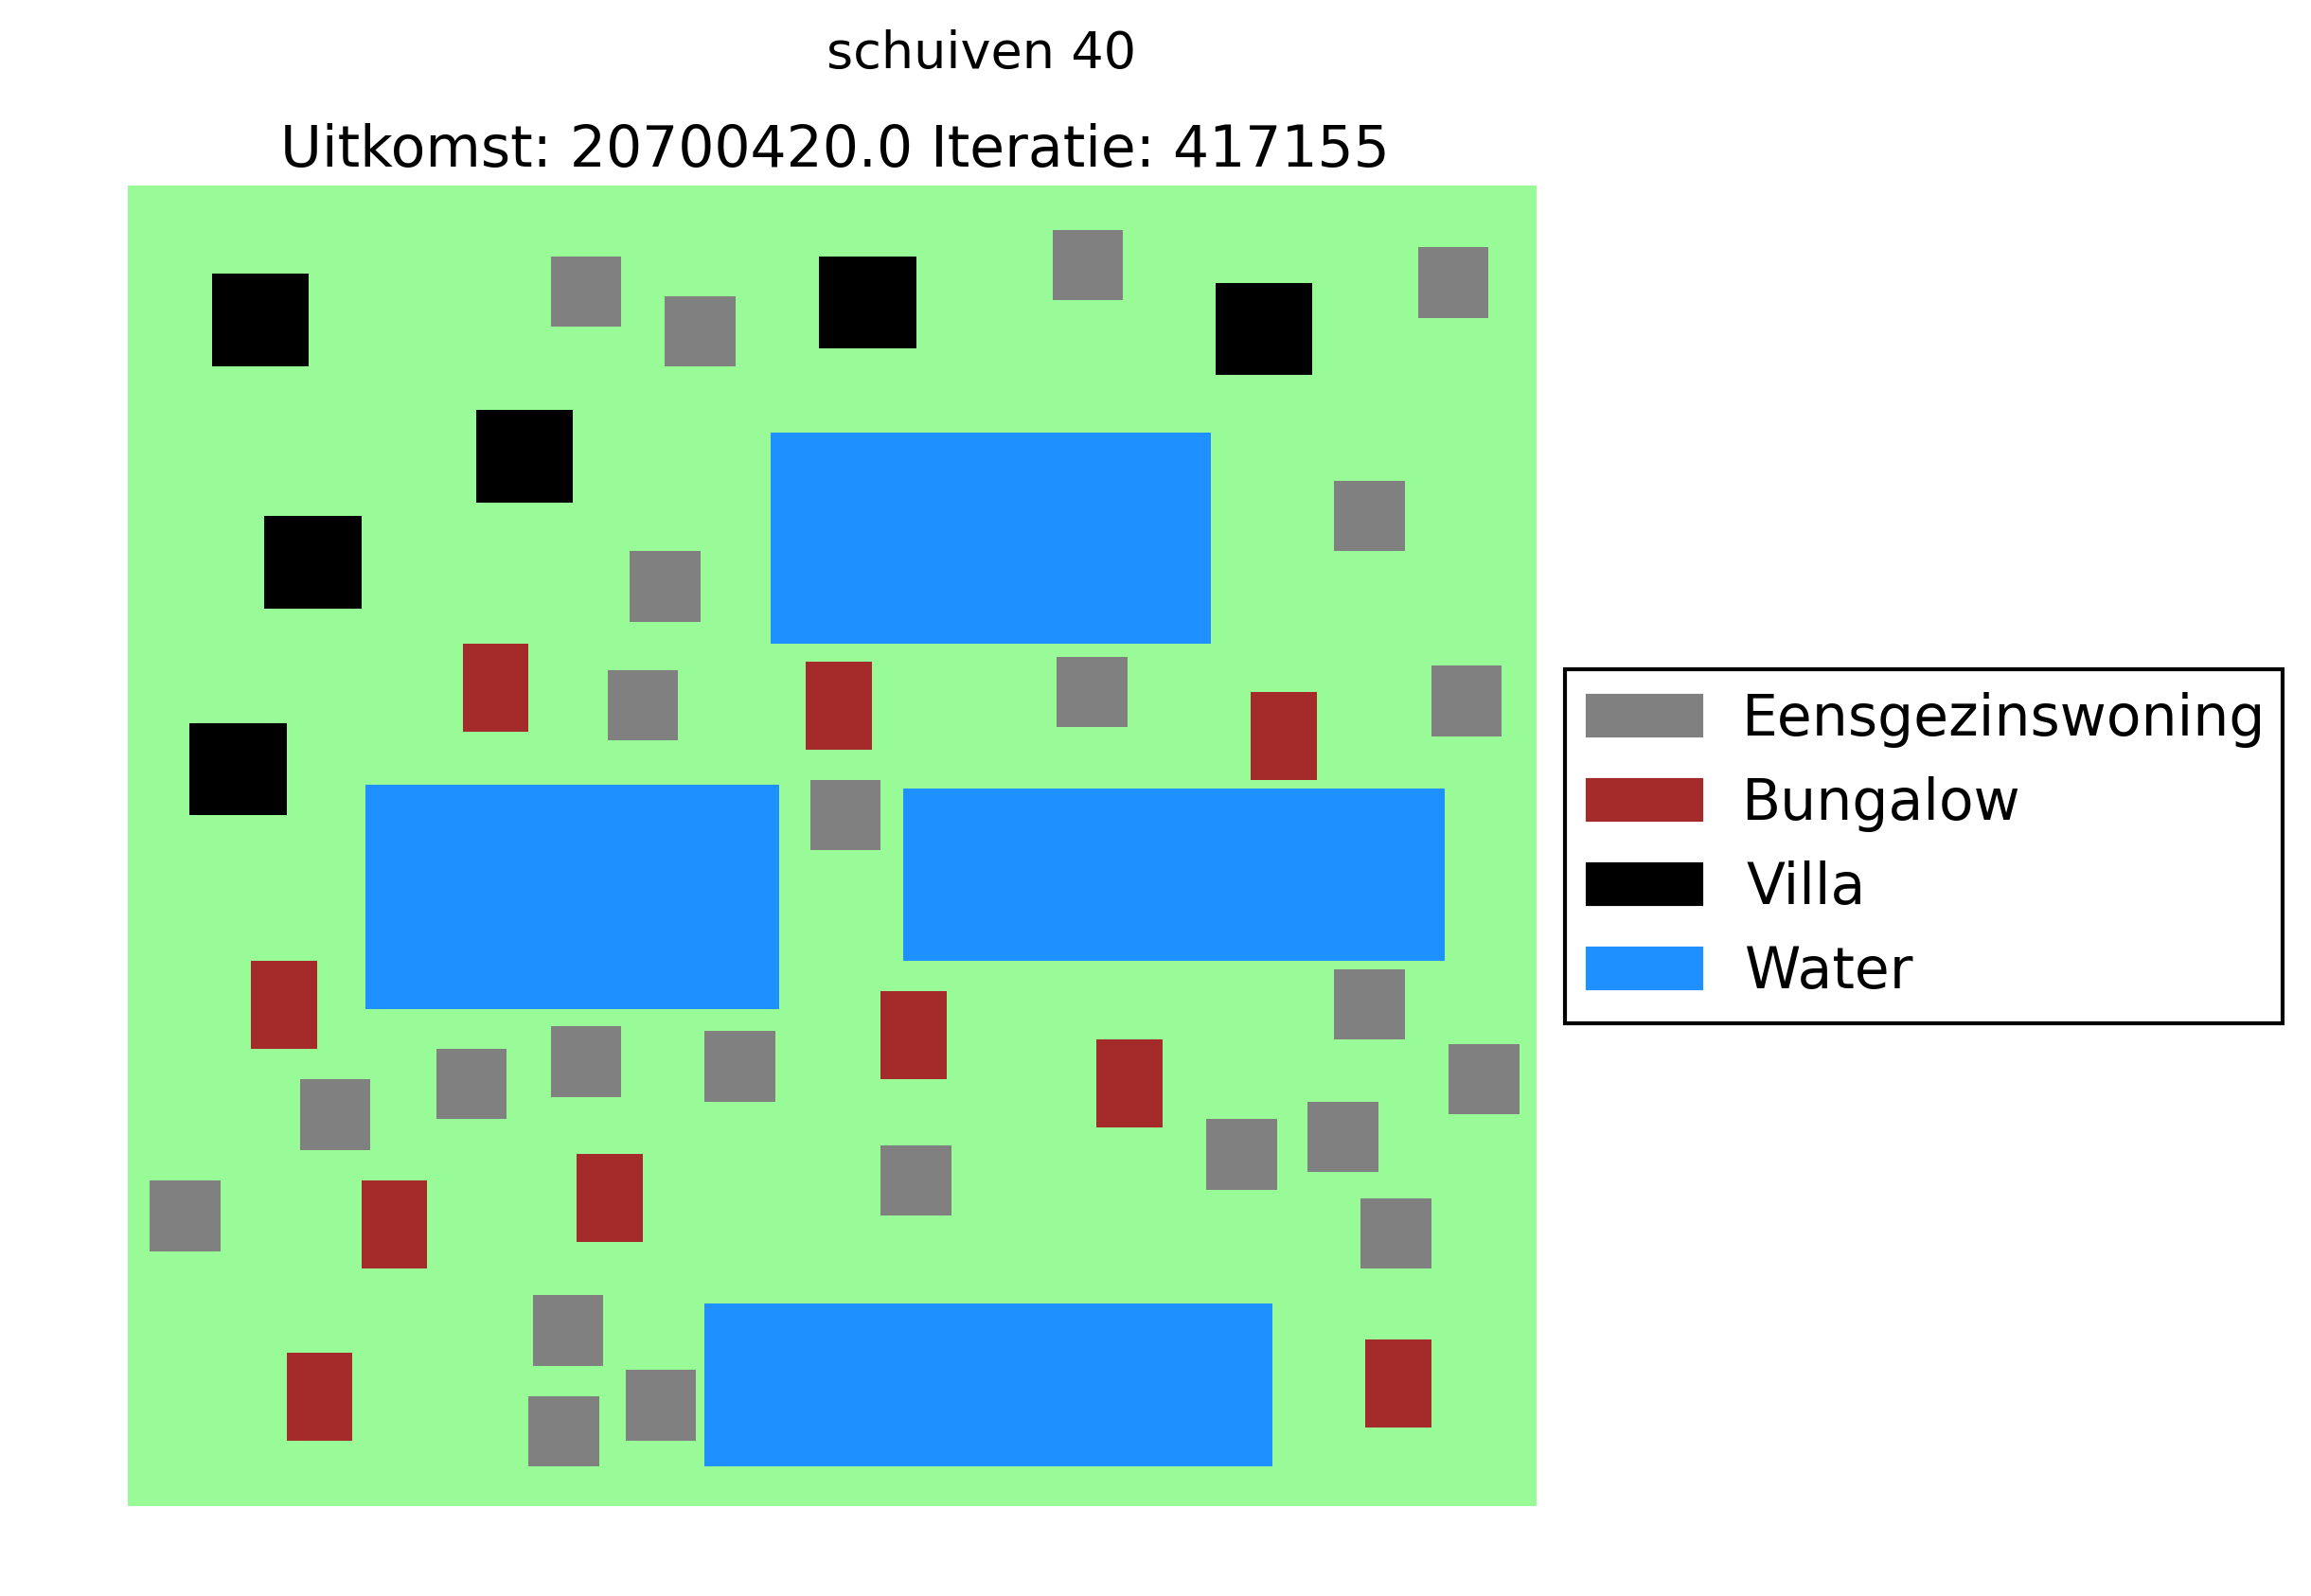 schuiven 40
Uitkomst: 20700420.0 Iteratie: 417155
Eensgezinswoning
Bungalow
Villa
Water